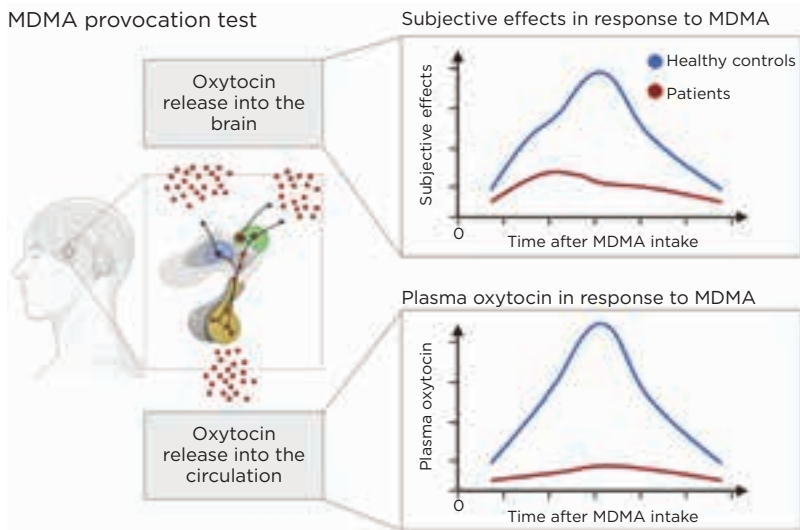 MDMA provocation test
Oxytocin
release into the
brain
Oxytocin
release into the
circulation
Subjective effects in response to MDMA
Subjective effects
Healthy controls
Patients
0
Time after MDMA intake
Plasma oxytocin in response to MDMA
Plasma oxytocin
0
Time after MDMA intake